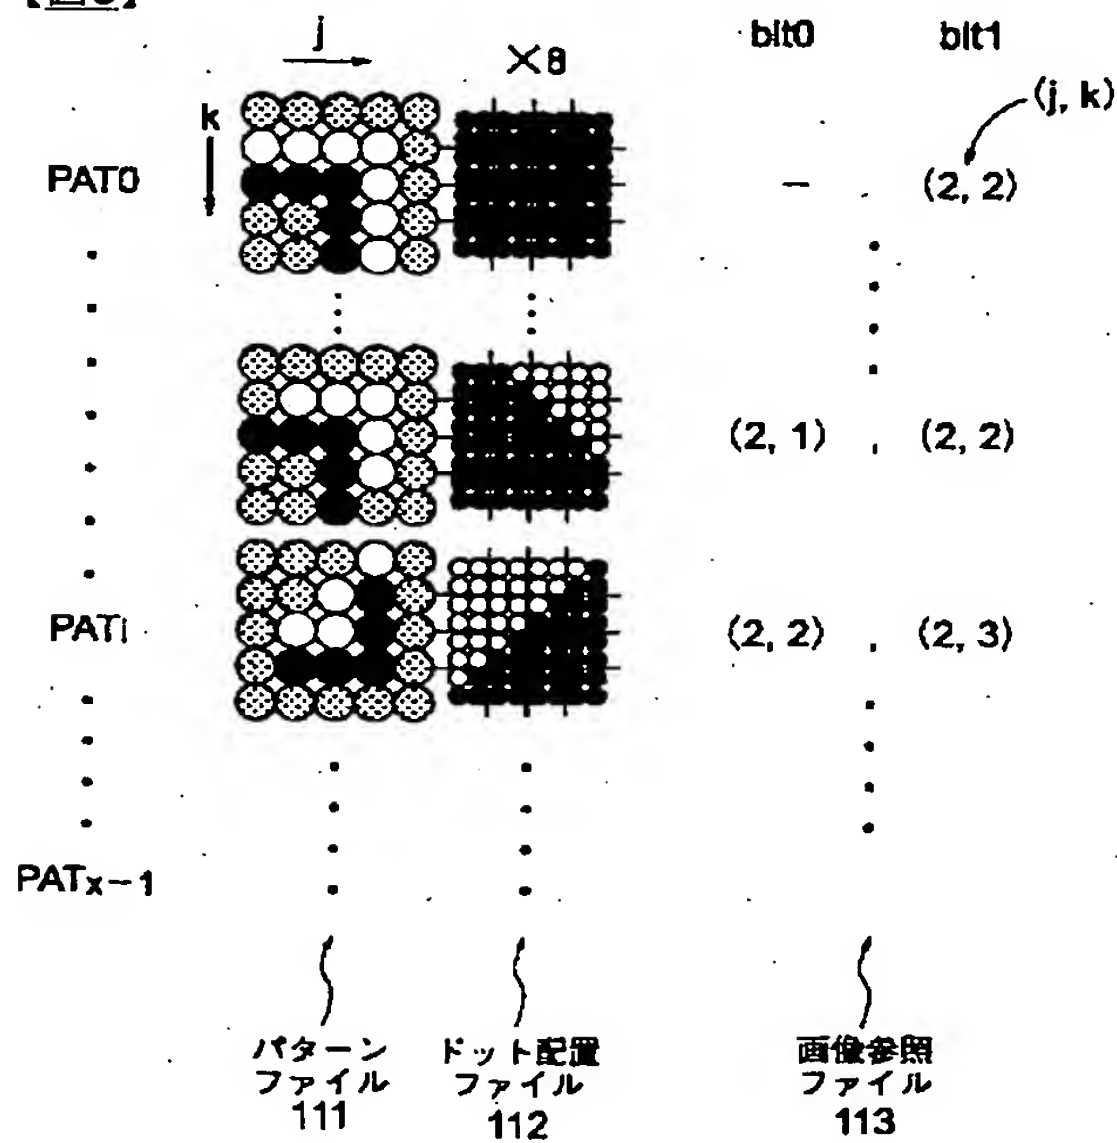 j
×8
bit0 bit1
k
(j, k)
PAT0
– (2, 2)
(2, 1) , (2, 2)
PATi
(2, 2) , (2, 3)
PATx−1
パターン
ファイル
111
ドット配置
ファイル
112
画像参照
ファイル
113